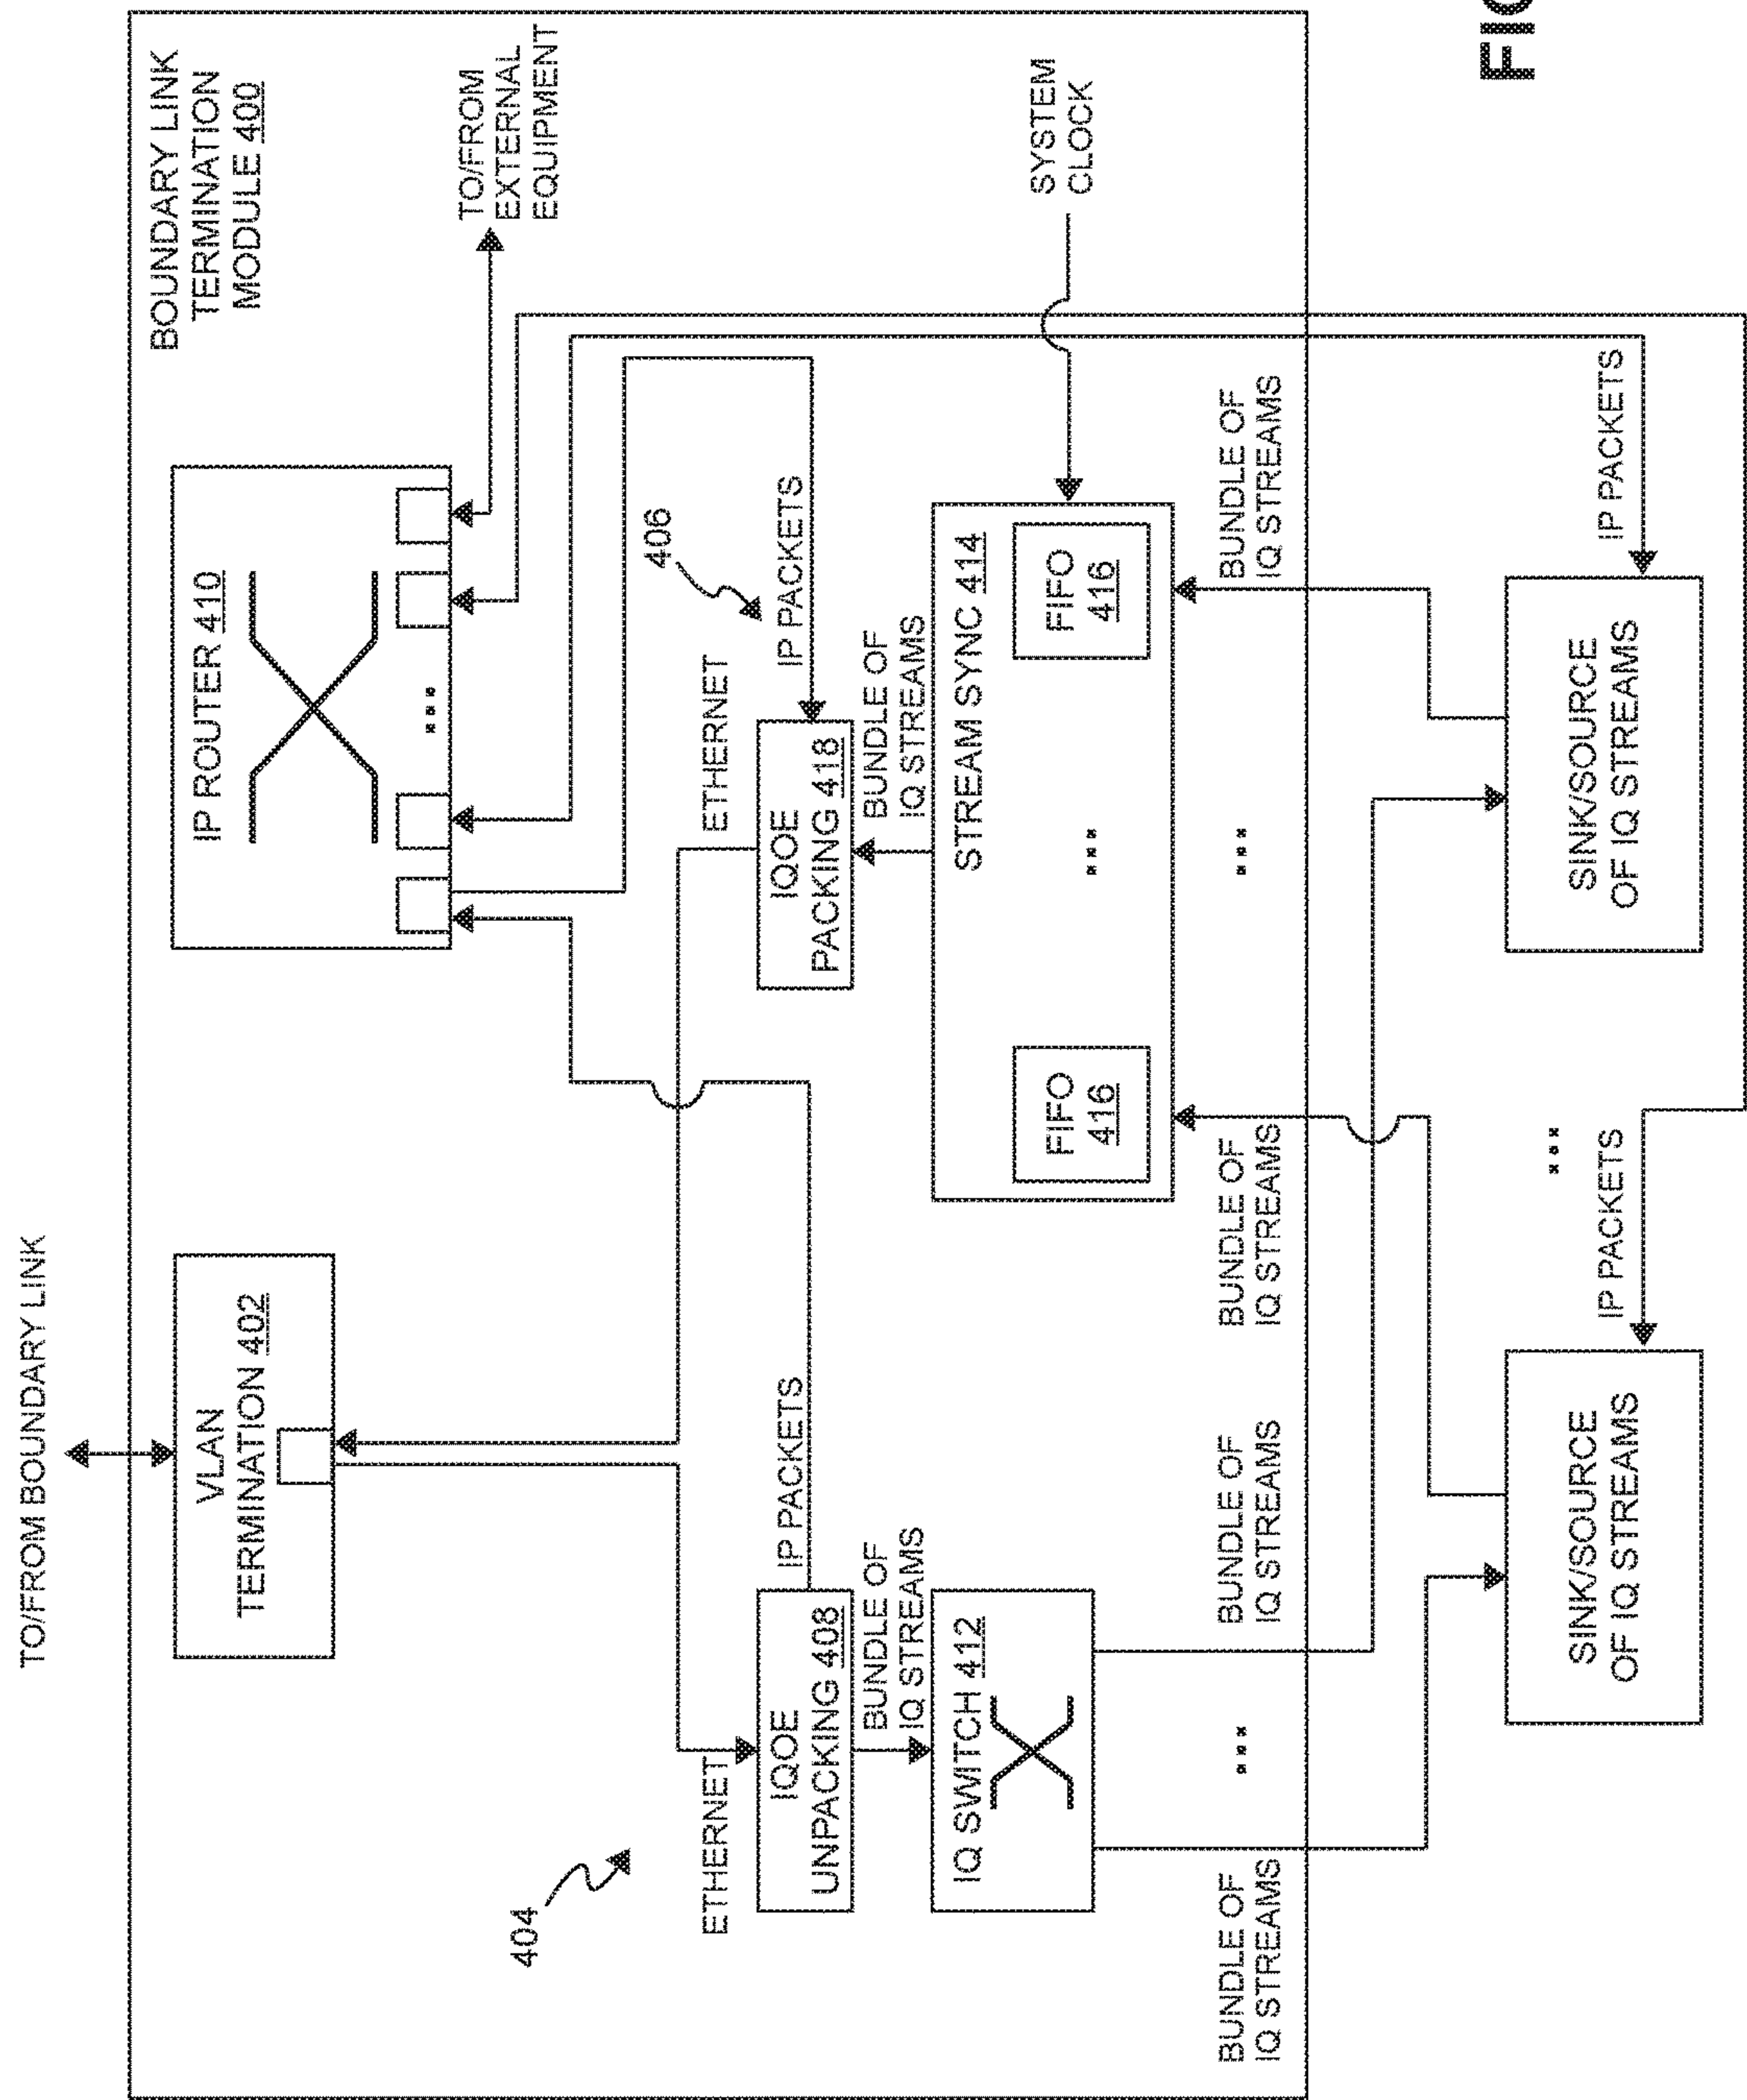 TO/FROM BOUNDARY LINK
BOUNDARY LINK
TERMINATION
MODULE 400
VLAN
TERMINATION 402
IP ROUTER 410
...
TO/FROM
EXTERNAL
EQUIPMENT
404
406
ETHERNET
IP PACKETS
ETHERNET
IP PACKETS
IQOE
UNPACKING 408
IQOE
PACKING 418
BUNDLE OF
IQ STREAMS
BUNDLE OF
IQ STREAMS
IQ SWITCH 412
STREAM SYNC 414
FIFO
416
...
FIFO
416
SYSTEM
CLOCK
BUNDLE OF
IQ STREAMS
...
BUNDLE OF
IQ STREAMS
BUNDLE OF
IQ STREAMS
...
BUNDLE OF
IQ STREAMS
SINK/SOURCE
OF IQ STREAMS
IP PACKETS
...
SINK/SOURCE
OF IQ STREAMS
IP PACKETS